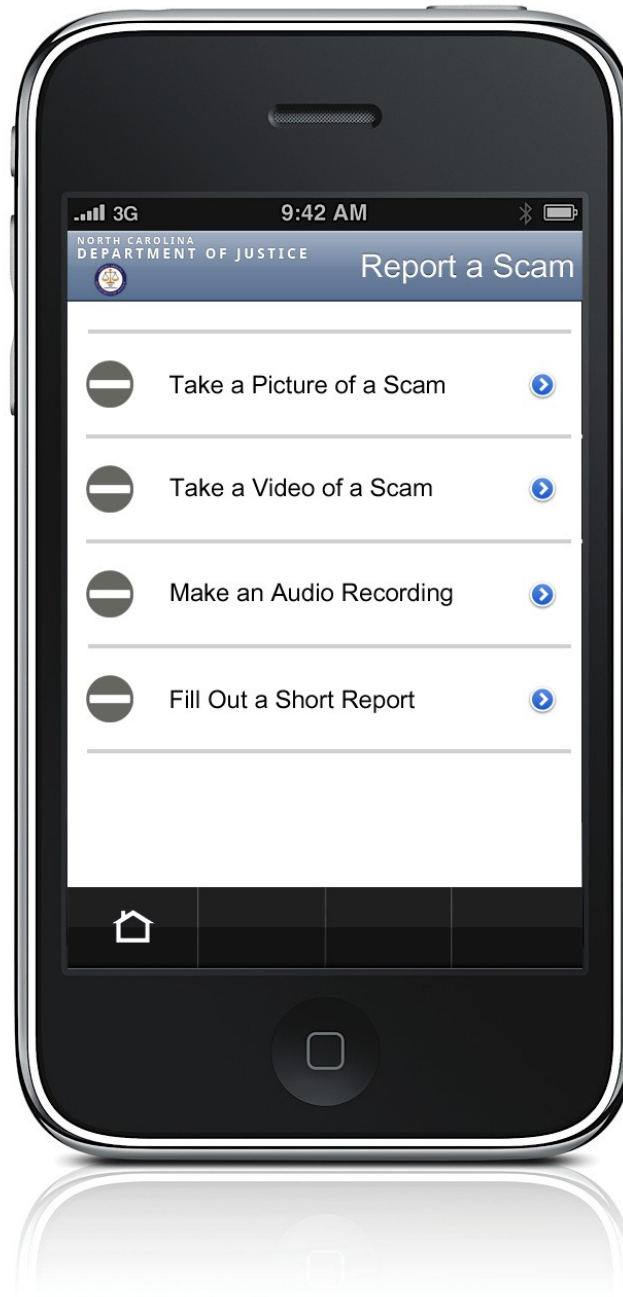 3G 9:42 AM
NORTH CAROLINA
DEPARTMENT OF JUSTICE
Report a Scam
Take a Picture of a Scam
Take a Video of a Scam
Make an Audio Recording
Fill Out a Short Report